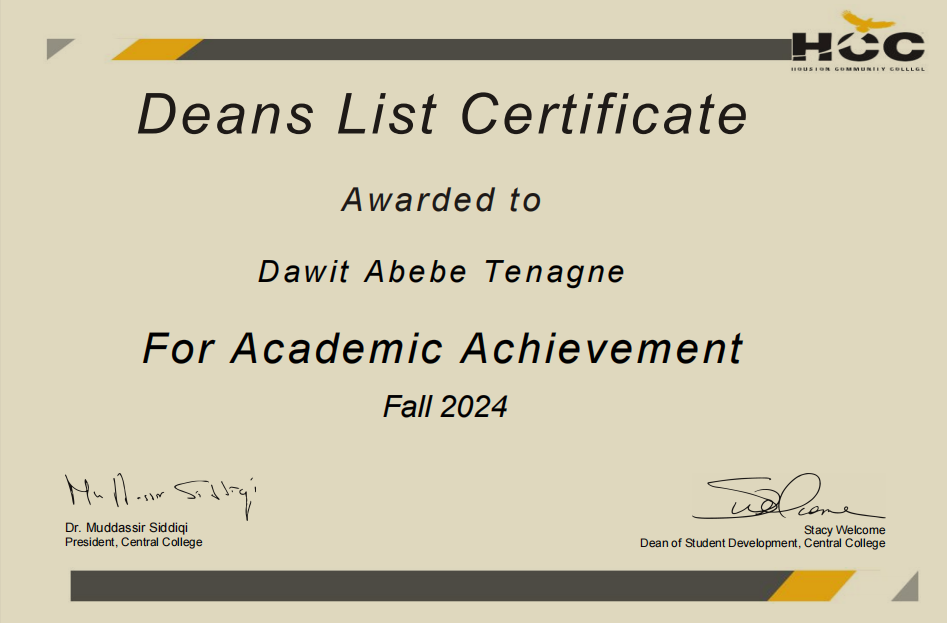 HCC
HOUSTON COMMUNITY COLLEGE
Deans List Certificate
Awarded to
Dawit Abebe Tenagne
For Academic Achievement
Fall 2024
Muddassir Siddiqi
Dr. Muddassir Siddiqi
President, Central College
SWelcome
Stacy Welcome
Dean of Student Development, Central College